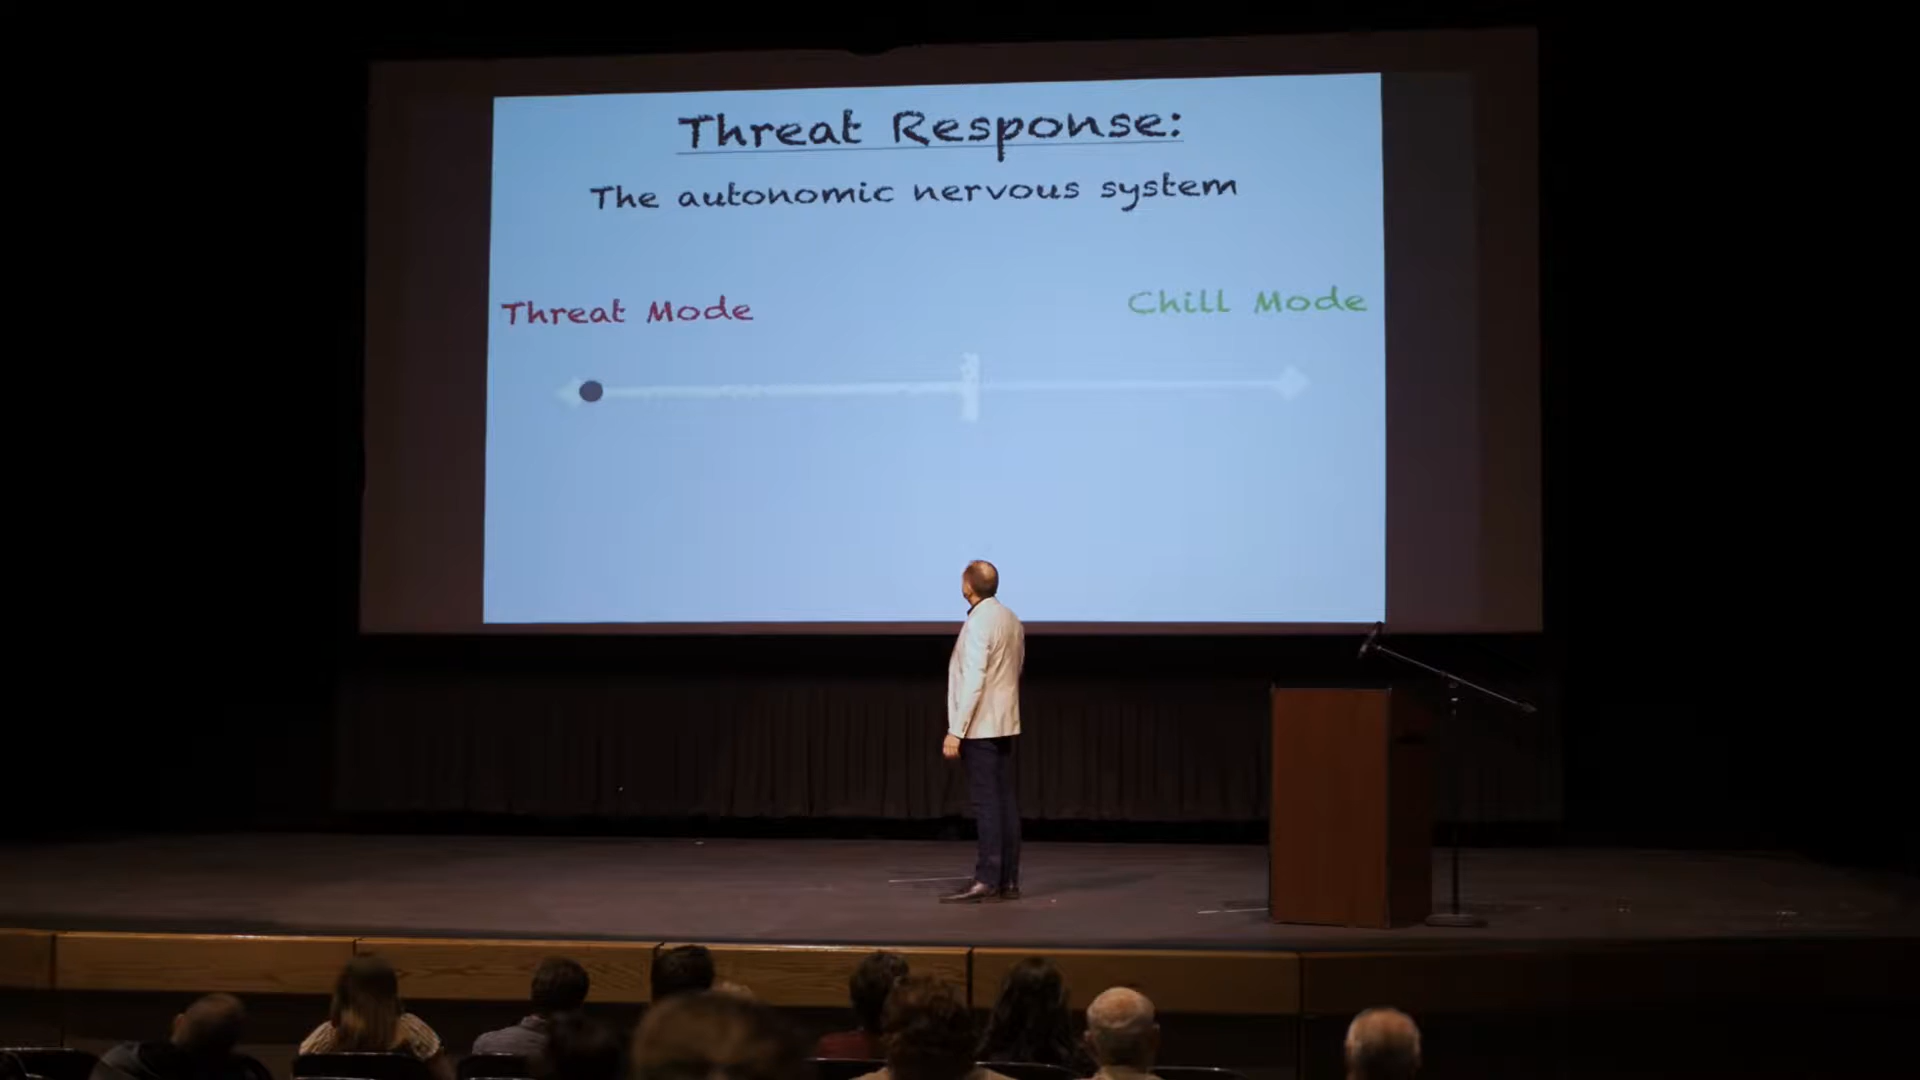 Threat Response:
The autonomic nervous system
Threat Mode
Chill Mode